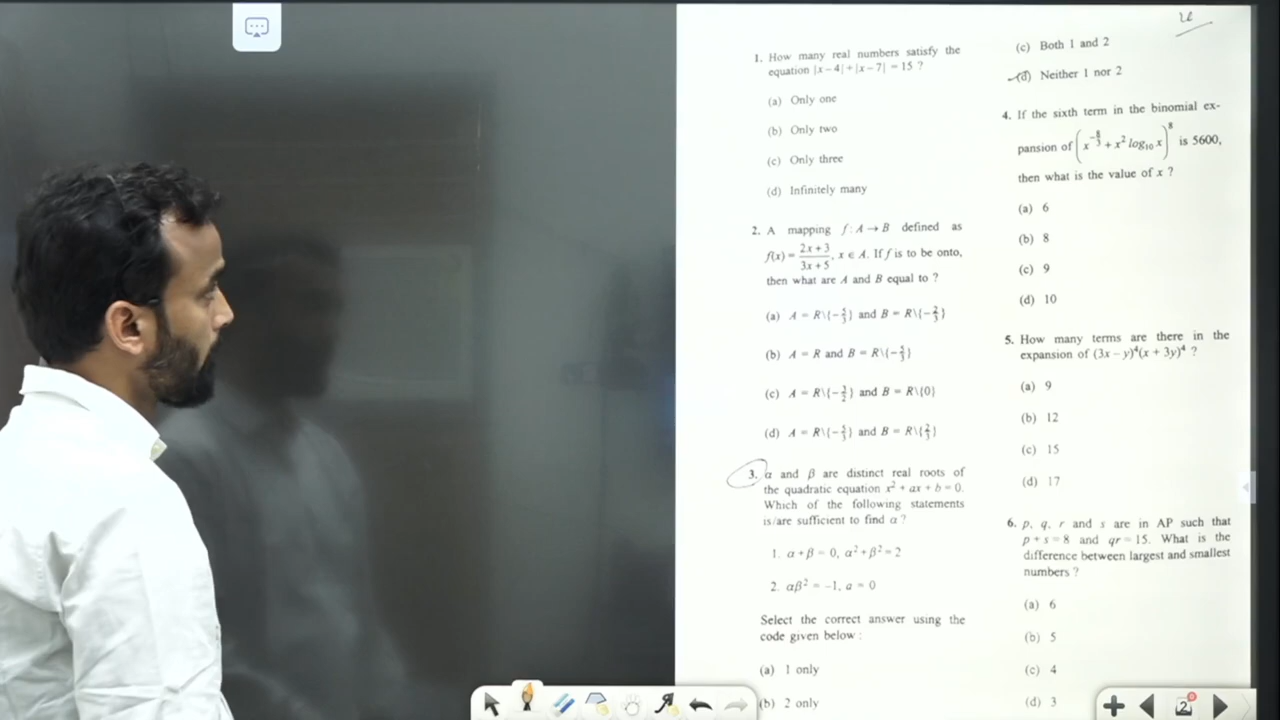 1. How many real numbers satisfy the
equation |x − 4| + |x − 7| = 15 ?
(a) Only one
(b) Only two
(c) Only three
(d) Infinitely many
2. A mapping f : A → B defined as
f(x) = (2x + 3)/(3x + 5), x ∈ A. If f is to be onto,
then what are A and B equal to ?
(a) A = R\{−5/3} and B = R\{−2/3}
(b) A = R and B = R\{−5/3}
(c) A = R\{−3/2} and B = R\{0}
(d) A = R\{−5/3} and B = R\{2/3}
3. α and β are distinct real roots of
the quadratic equation x² + ax + b = 0.
Which of the following statements
is/are sufficient to find α ?
1. α + β = 0, α² + β² = 2
2. αβ² = −1, a = 0
Select the correct answer using the
code given below :
(a) 1 only
(b) 2 only
(c) Both 1 and 2
(d) Neither 1 nor 2
4. If the sixth term in the binomial ex-
pansion of (x^(−8/3) + x² log₁₀ x)⁸ is 5600,
then what is the value of x ?
(a) 6
(b) 8
(c) 9
(d) 10
5. How many terms are there in the
expansion of (3x − y)⁴(x + 3y)⁴ ?
(a) 9
(b) 12
(c) 15
(d) 17
6. p, q, r and s are in AP such that
p + s = 8 and qr = 15. What is the
difference between largest and smallest
numbers ?
(a) 6
(b) 5
(c) 4
(d) 3
2